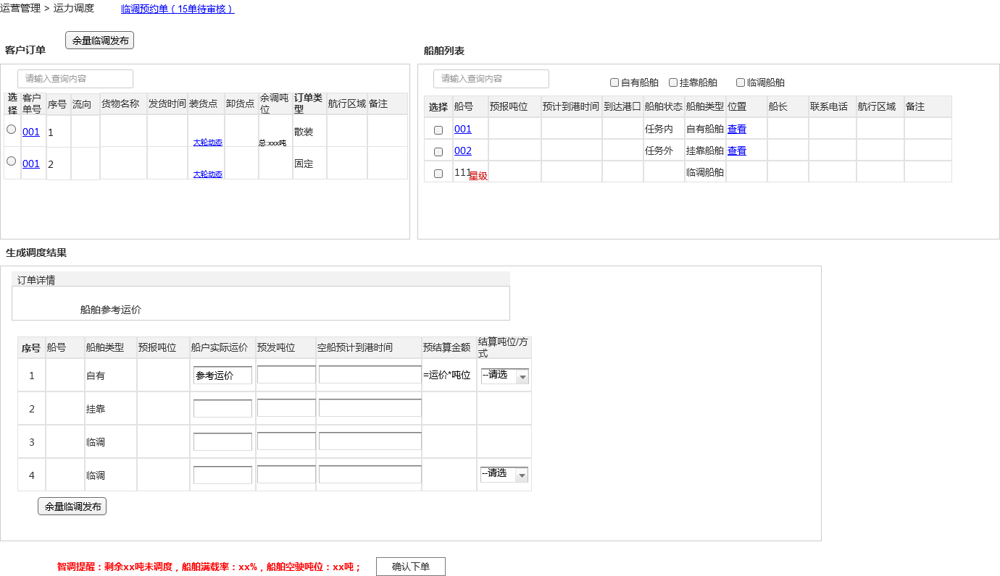 运营管理 > 运力调度 临调预约单（15单待审核）
余量临调发布
客户订单
请输入查询内容
选择 客户单号 序号 流向 货物名称 发货时间 装货点 卸货点 余调吨位 订单类型 航行区域 备注
001 1 大轮动态 总:xxx吨 散装
001 2 大轮动态 固定
船舶列表
请输入查询内容 自有船舶 挂靠船舶 临调船舶
选择 船号 预报吨位 预计到港时间 到达港口 船舶状态 船舶类型 位置 船长 联系电话 航行区域 备注
001 任务内 自有船舶 查看
002 任务外 挂靠船舶 查看
111 星级 临调船舶
生成调度结果
订单详情
船舶参考运价
序号 船号 船舶类型 预报吨位 船户实际运价 预发吨位 空船预计到港时间 预结算金额 结算吨位/方式
1 自有 参考运价 =运价*吨位 --请选
2 挂靠
3 临调
4 临调 --请选
余量临调发布
智调提醒：剩余xx吨未调度，船舶满载率：xx%，船舶空驶吨位：xx吨； 确认下单